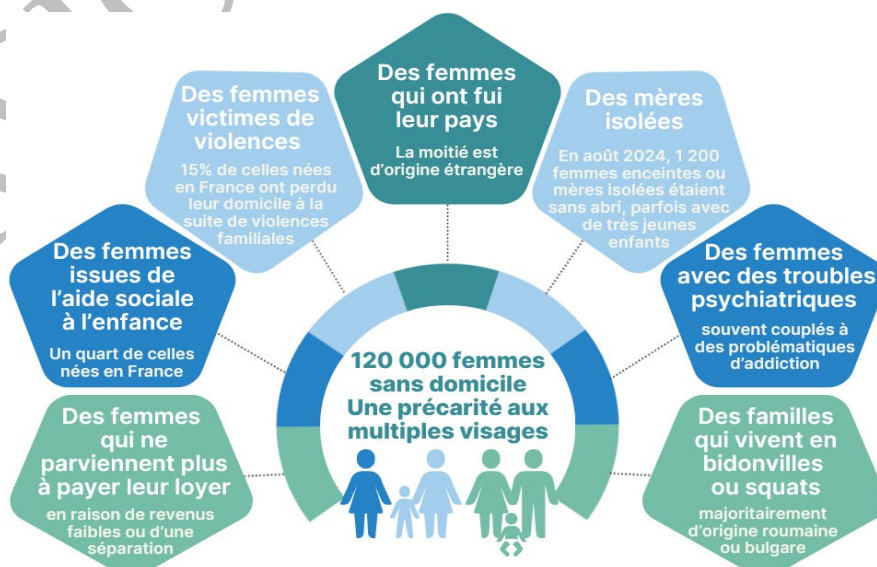 Des femmes
qui ont fui
leur pays
La moitié est
d'origine étrangère
Des femmes
victimes de
violences
15% de celles nées
en France ont perdu
leur domicile à la
suite de violences
familiales
Des mères
isolées
En août 2024, 1 200
femmes enceintes ou
mères isolées étaient
sans abri, parfois avec
de très jeunes
enfants
Des femmes
issues de
l'aide sociale
à l'enfance
Un quart de celles
nées en France
Des femmes
avec des troubles
psychiatriques
souvent couplés à
des problématiques
d'addiction
120 000 femmes
sans domicile
Une précarité aux
multiples visages
Des femmes
qui ne
parviennent plus
à payer leur loyer
en raison de revenus
faibles ou d'une
séparation
Des familles
qui vivent en
bidonvilles
ou squats
majoritairement
d'origine roumaine
ou bulgare